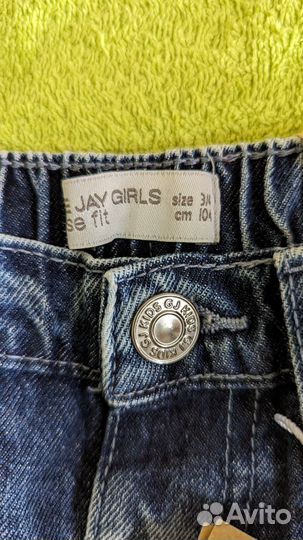 JAY GIRLS size 3/4
se fit cm 104
GJ KIDS GJ KIDS
Avito